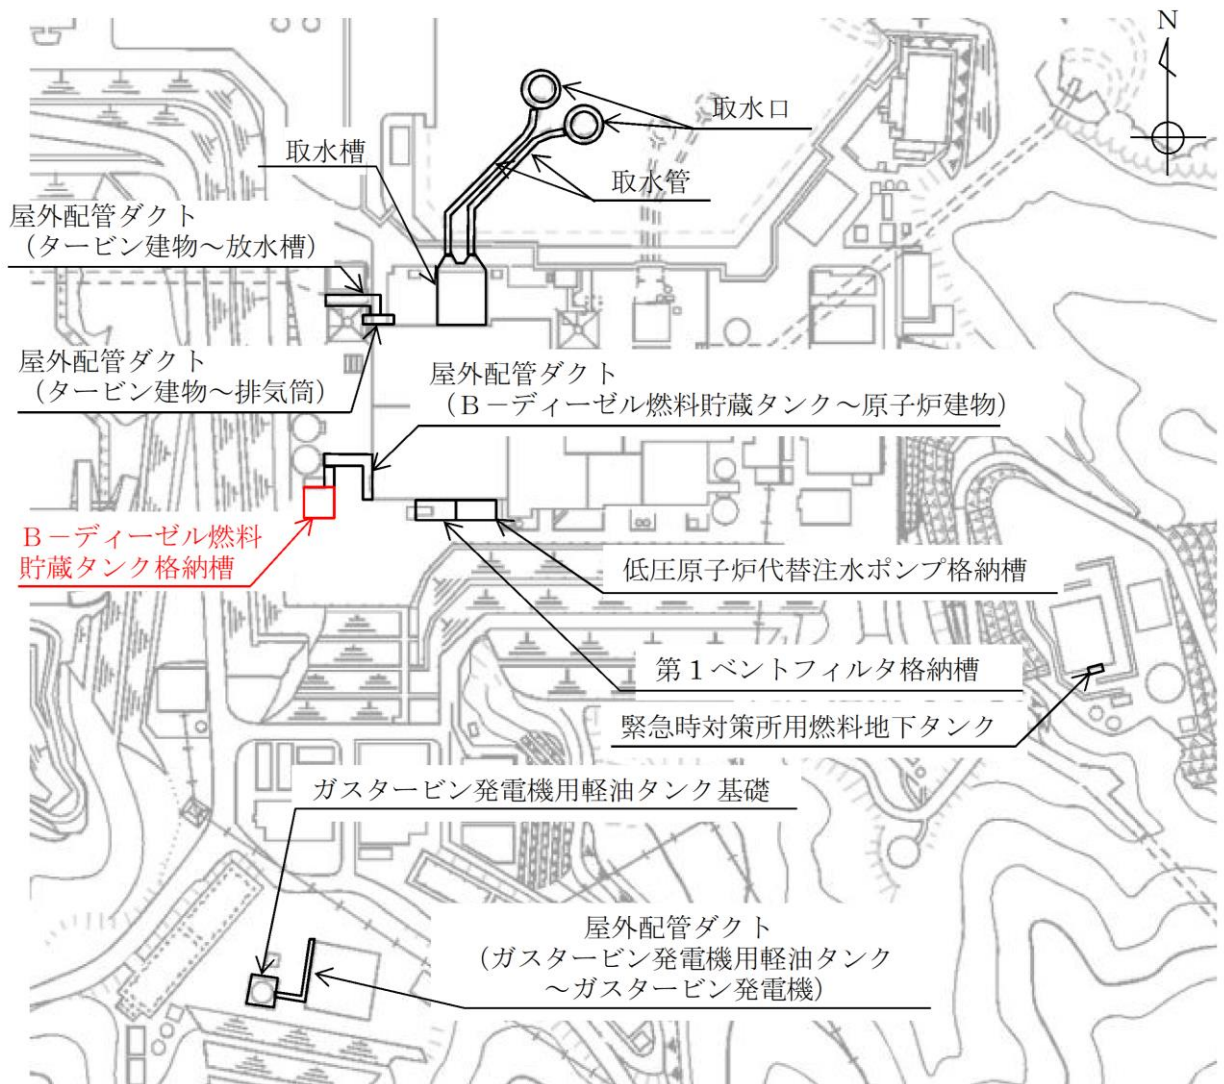 N
取水口
取水槽
取水管
屋外配管ダクト
(タービン建物~放水槽)
屋外配管ダクト
(タービン建物~排気筒)
屋外配管ダクト
(B-ディーゼル燃料貯蔵タンク~原子炉建物)
B-ディーゼル燃料
貯蔵タンク格納槽
低圧原子炉代替注水ポンプ格納槽
第1ベントフィルタ格納槽
緊急時対策所用燃料地下タンク
ガスタービン発電機用軽油タンク基礎
屋外配管ダクト
(ガスタービン発電機用軽油タンク
~ガスタービン発電機)